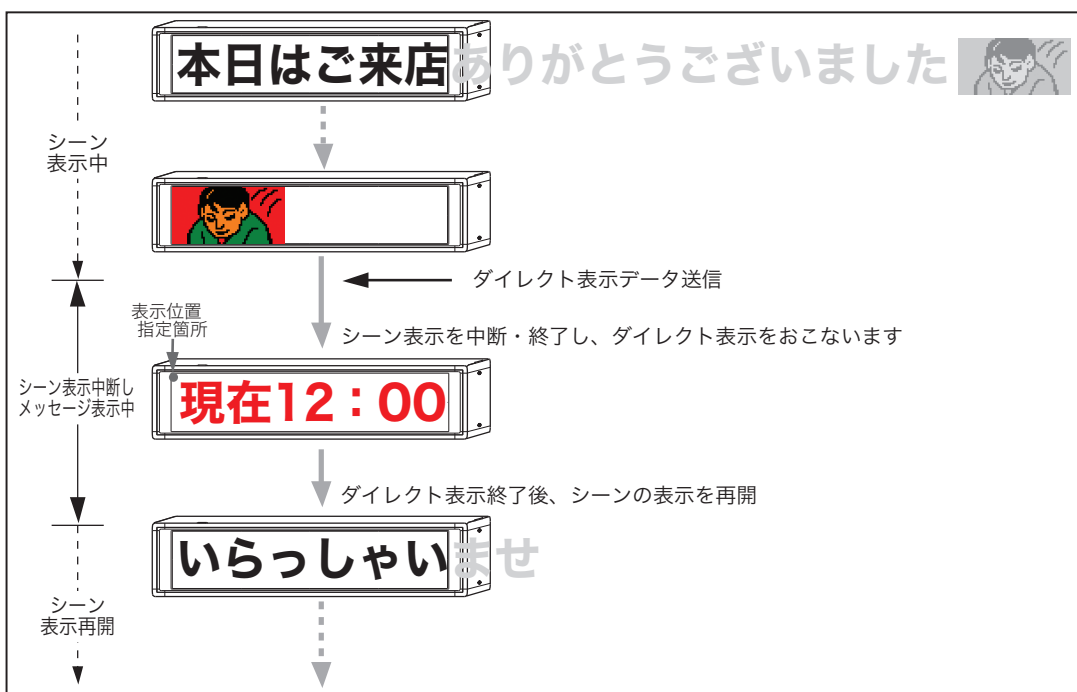 本日はご来店ありがとうございました
シーン
表示中
ダイレクト表示データ送信
表示位置
指定箇所
シーン表示を中断・終了し、ダイレクト表示をおこないます
シーン表示中断し
メッセージ表示中
現在12：00
ダイレクト表示終了後、シーンの表示を再開
いらっしゃいませ
シーン
表示再開